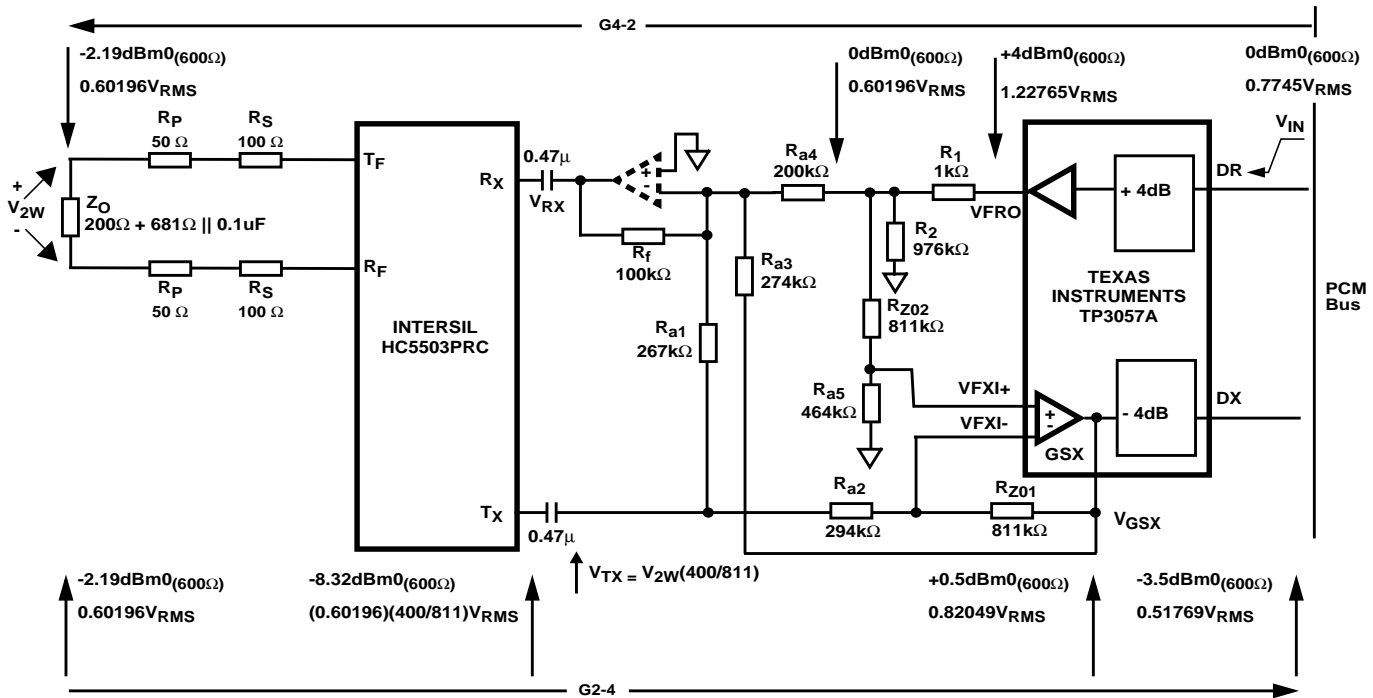 G4-2
-2.19dBm0(600Ω)
0.60196VRMS
0dBm0(600Ω)
0.60196VRMS
+4dBm0(600Ω)
1.22765VRMS
0dBm0(600Ω)
0.7745VRMS
RP
50 Ω
RS
100 Ω
TF
RX
0.47μ
VRX
+
-
Ra4
200kΩ
R1
1kΩ
VFRO
+ 4dB
DR
VIN
+
V2W
-
ZO
200Ω + 681Ω || 0.1uF
Rf
100kΩ
Ra3
274kΩ
R2
976kΩ
TEXAS
INSTRUMENTS
TP3057A
PCM
Bus
RF
RP
50 Ω
RS
100 Ω
INTERSIL
HC5503PRC
Ra1
267kΩ
RZ02
811kΩ
Ra5
464kΩ
VFXI+
VFXI-
+
-
GSX
- 4dB
DX
TX
0.47μ
Ra2
294kΩ
RZ01
811kΩ
VGSX
VTX = V2W(400/811)
-2.19dBm0(600Ω)
0.60196VRMS
-8.32dBm0(600Ω)
(0.60196)(400/811)VRMS
+0.5dBm0(600Ω)
0.82049VRMS
-3.5dBm0(600Ω)
0.51769VRMS
G2-4